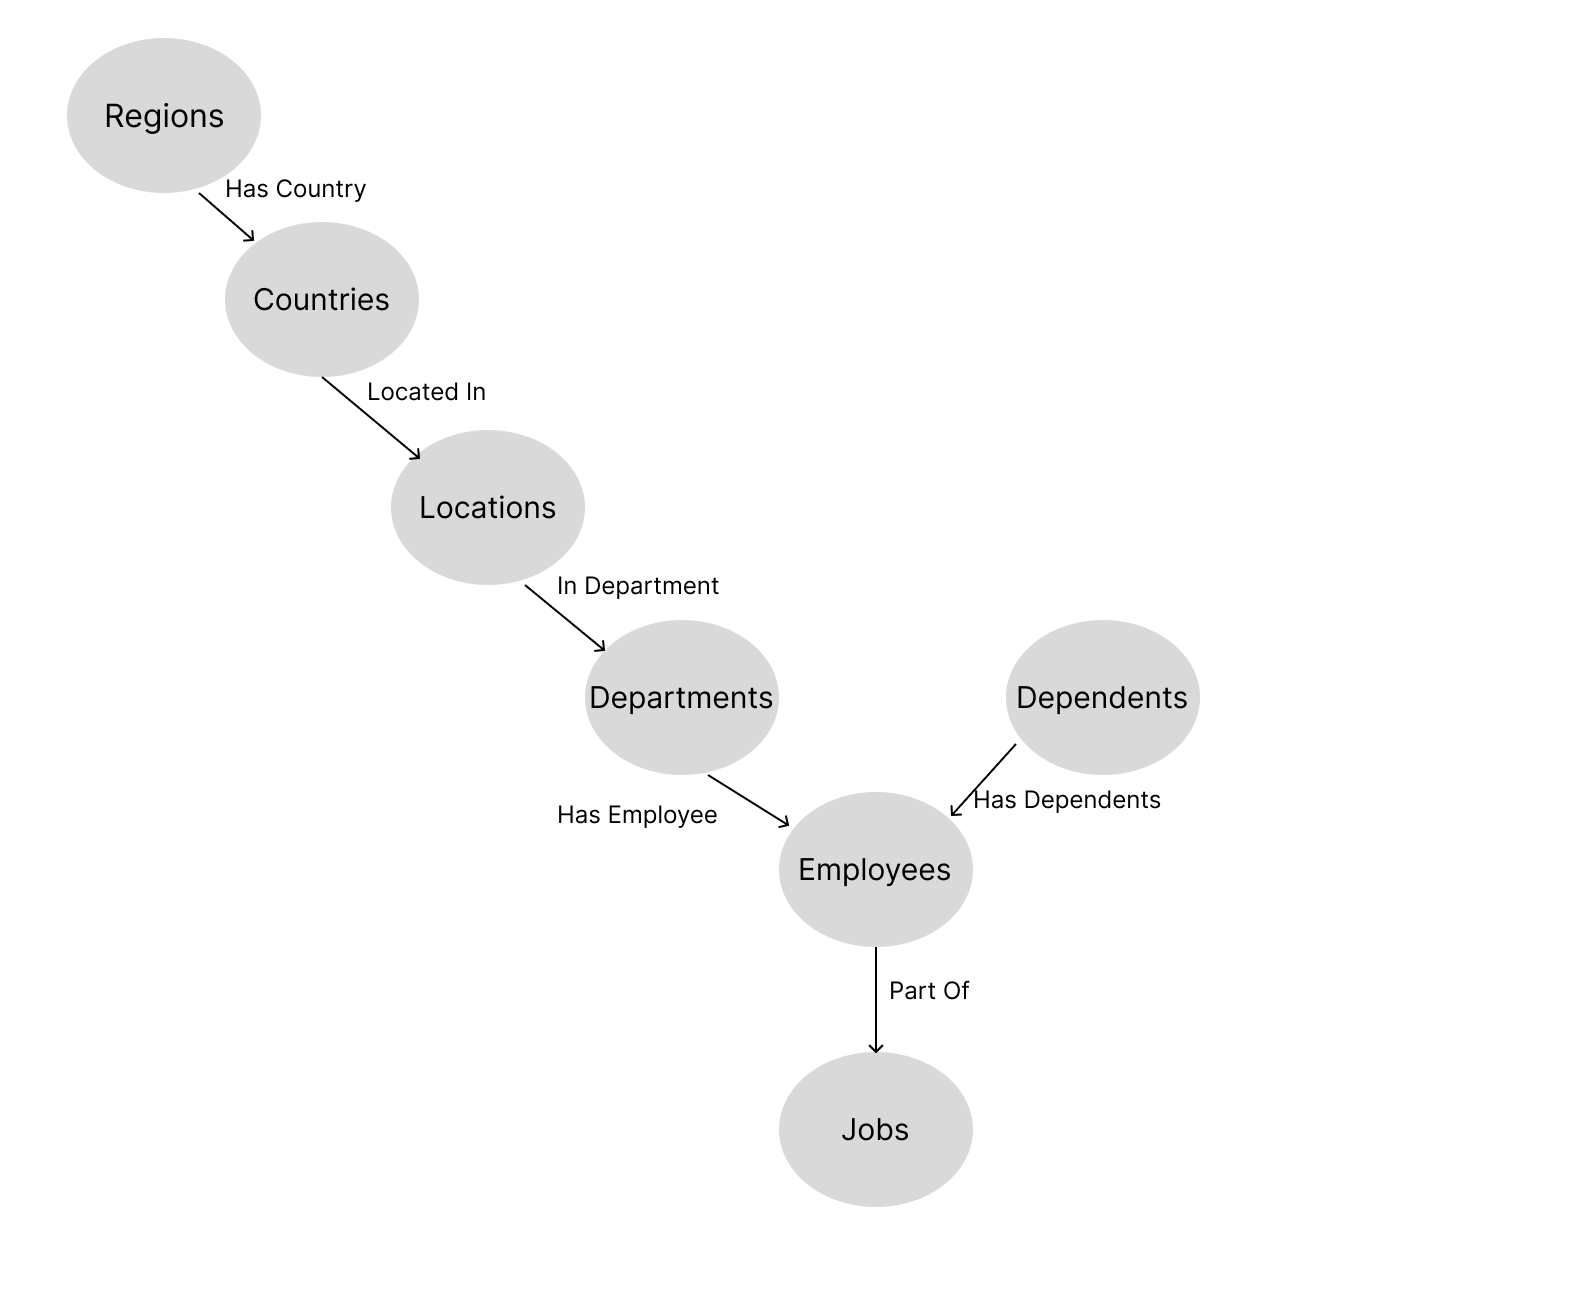 Regions
Has Country
Countries
Located In
Locations
In Department
Departments
Dependents
Has Employee
Has Dependents
Employees
Part Of
Jobs